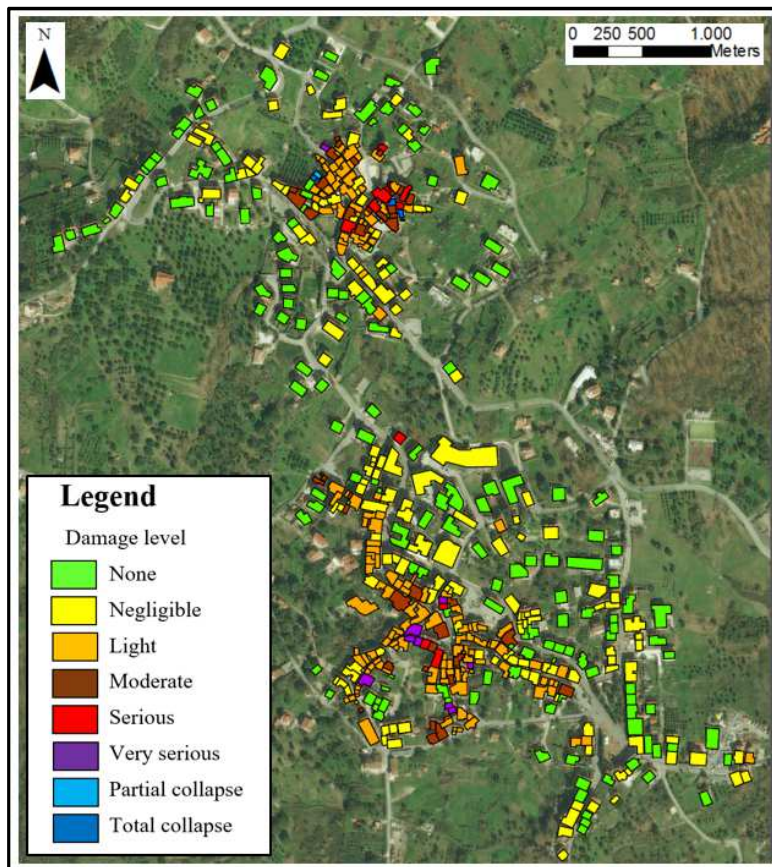 N
0 250 500 1.000
Meters
Legend
Damage level
None
Negligible
Light
Moderate
Serious
Very serious
Partial collapse
Total collapse